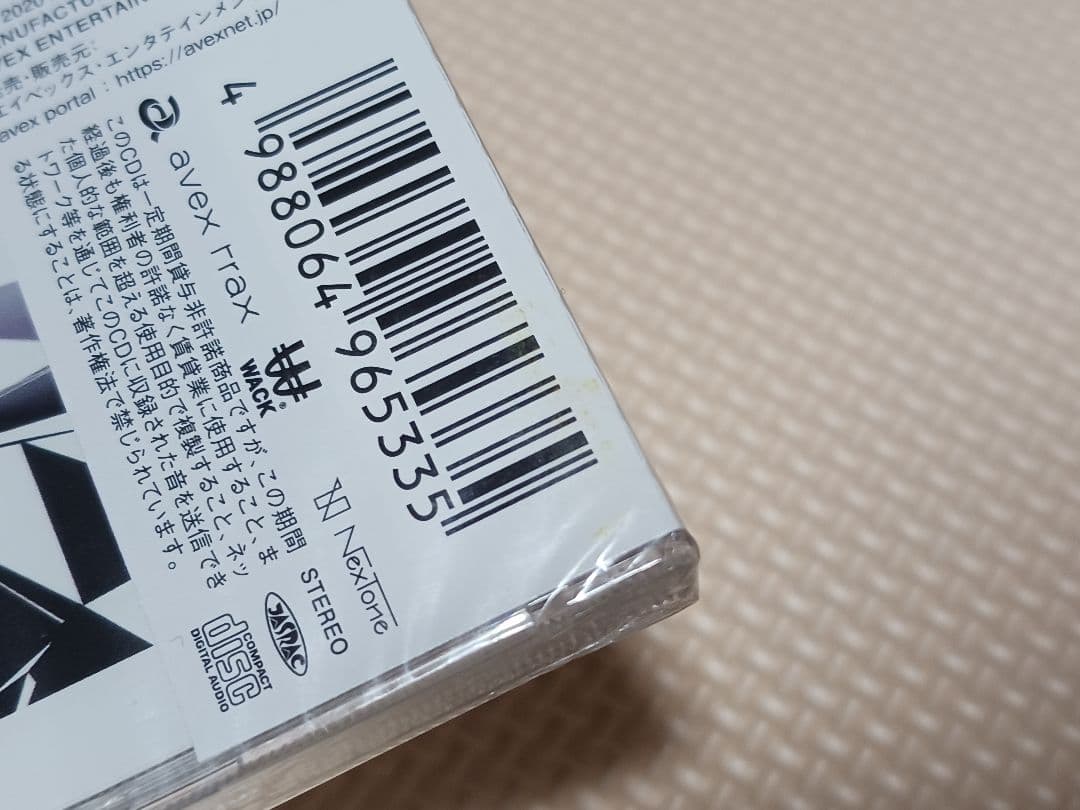 2020
ANUFACTU
VEX ENTERTAIN
売・販売元:
エイベックス・エンタテインメン
avex portal : https://avexnet.jp/
4 988064 965335
avex trax
WACK®
このCDは一定期間貸与非許諾商品ですが、この期間
経過後も権利者の許諾なく賃貸業に使用すること、ま
た個人的な範囲を超える使用目的で複製すること、ネッ
トワーク等を通じてこのCDに収録された音を送信でき
る状態にすることは、著作権法で禁じられています。
NexTone
STEREO
JASRAC
COMPACT
disc
DIGITAL AUDIO